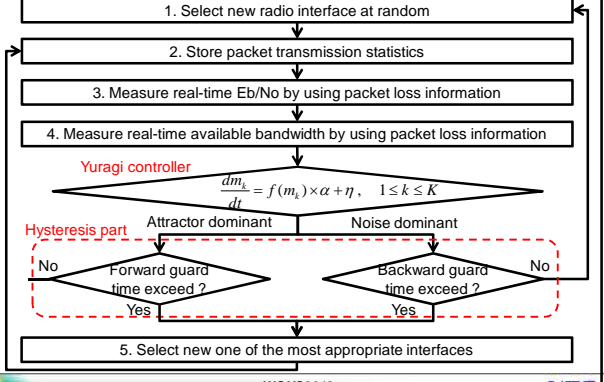 1. Select new radio interface at random
2. Store packet transmission statistics
3. Measure real-time Eb/No by using packet loss information
4. Measure real-time available bandwidth by using packet loss information
Yuragi controller
dm_k/dt = f(m_k)×α+η, 1≤k≤K
Attractor dominant
Noise dominant
Hysteresis part
No
Forward guard
time exceed ?
Backward guard
time exceed ?
No
Yes
Yes
5. Select new one of the most appropriate interfaces